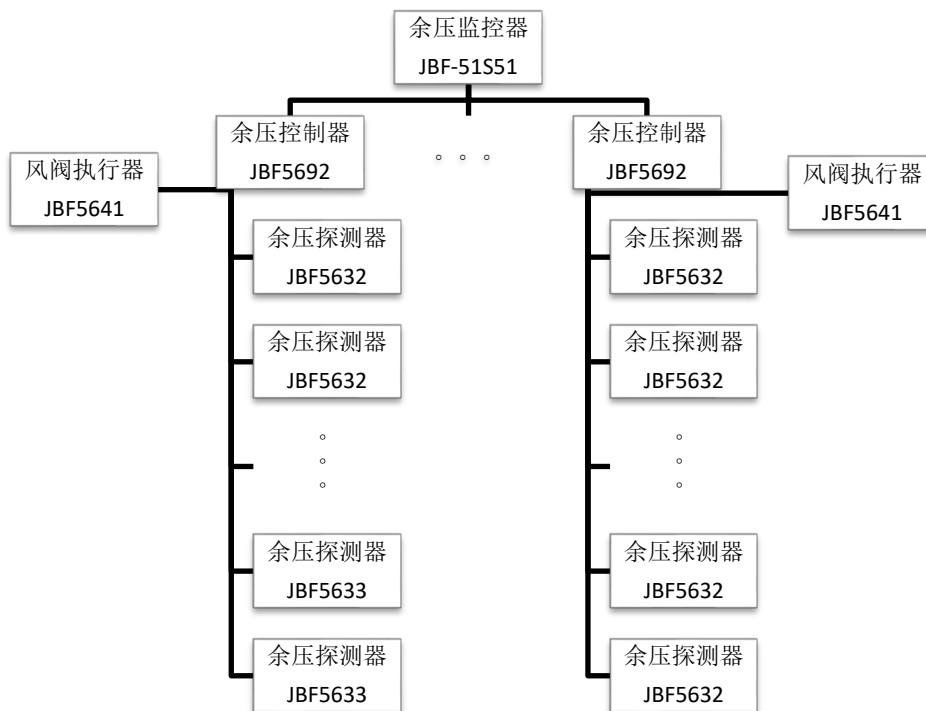 余压监控器
JBF-51S51
余压控制器
JBF5692
。。。
余压控制器
JBF5692
风阀执行器
JBF5641
风阀执行器
JBF5641
余压探测器
JBF5632
余压探测器
JBF5632
余压探测器
JBF5632
余压探测器
JBF5632
。
。
。
。
。
。
余压探测器
JBF5633
余压探测器
JBF5632
余压探测器
JBF5633
余压探测器
JBF5632